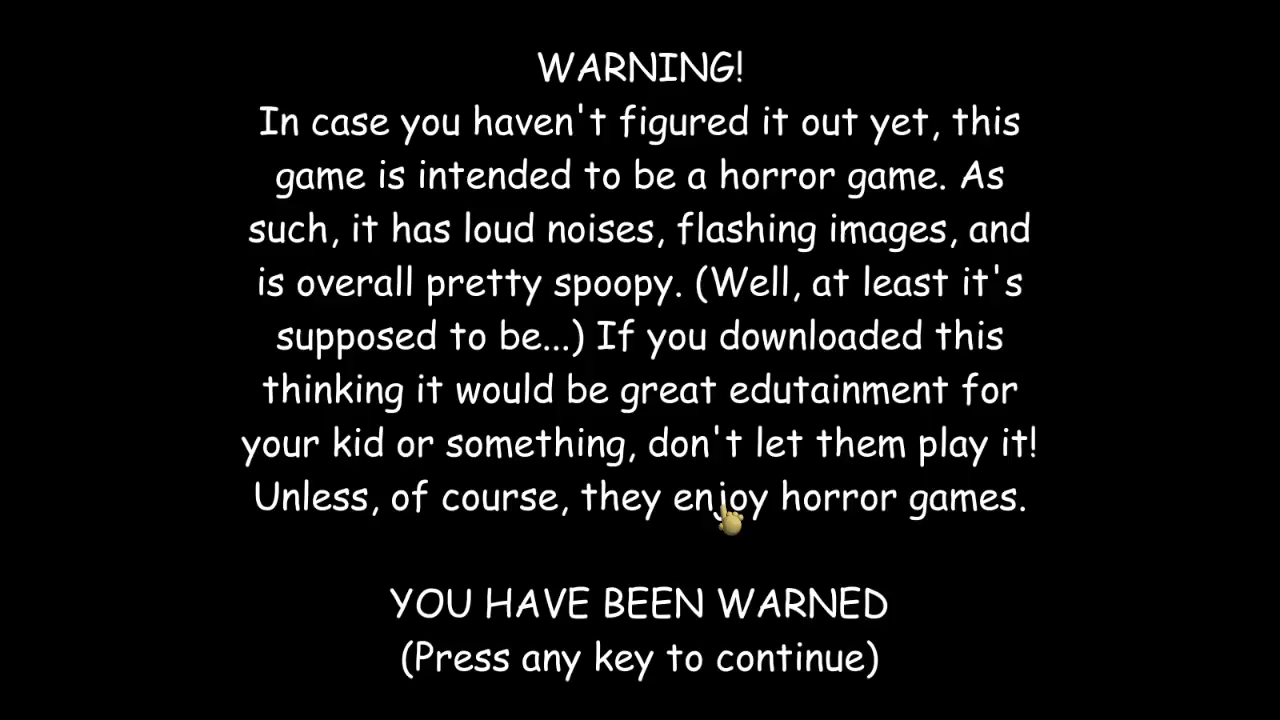 WARNING!
In case you haven't figured it out yet, this
game is intended to be a horror game. As
such, it has loud noises, flashing images, and
is overall pretty spoopy. (Well, at least it's
supposed to be...) If you downloaded this
thinking it would be great edutainment for
your kid or something, don't let them play it!
Unless, of course, they enjoy horror games.
YOU HAVE BEEN WARNED
(Press any key to continue)